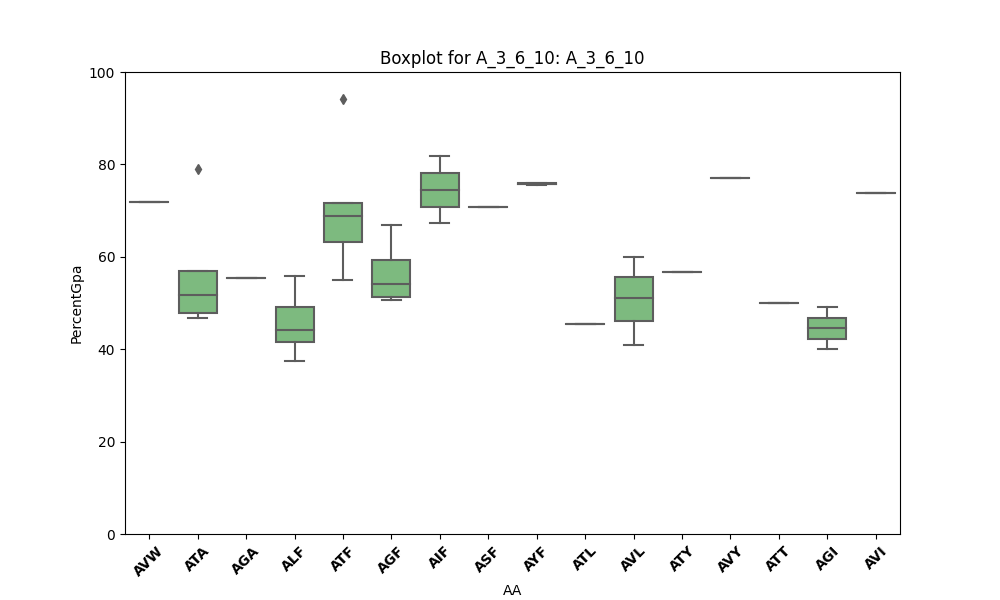 Boxplot for A_3_6_10: A_3_6_10
100
80
60
40
20
0
PercentGpa
AVW ATA AGA ALF ATF AGF AIF ASF AYF ATL AVL ATY AVY ATT AGI AVI
AA